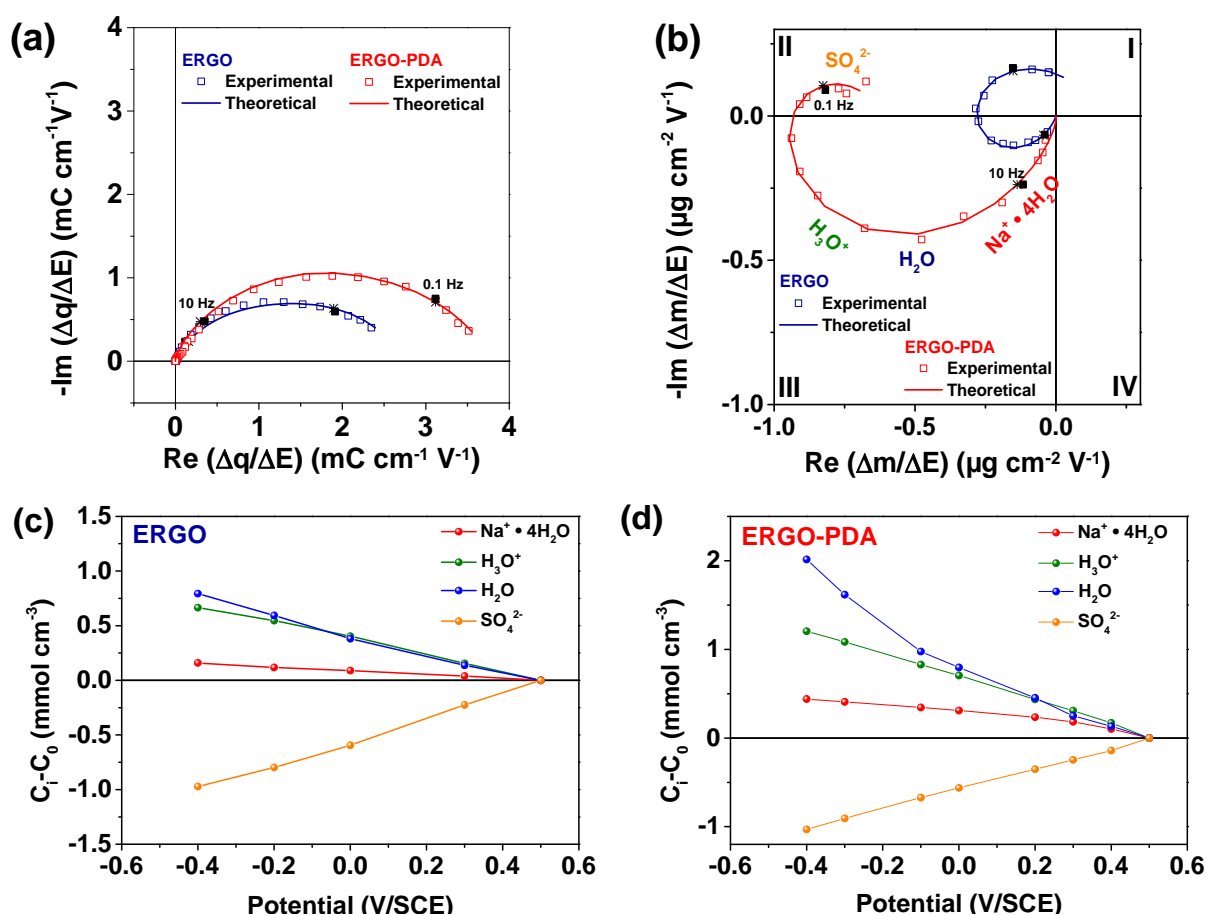 (a)
ERGO
ERGO-PDA
Experimental
Experimental
Theoretical
Theoretical
10 Hz
0.1 Hz
4
3
2
1
0
0
1
2
3
4
-Im (Δq/ΔE) (mC cm⁻¹V⁻¹)
Re (Δq/ΔE) (mC cm⁻¹ V⁻¹)
(b)
II
I
SO₄²⁻
0.1 Hz
10 Hz
H₃O⁺
H₂O
Na⁺ • 4H₂O
ERGO
Experimental
Theoretical
ERGO-PDA
Experimental
Theoretical
III
IV
0.0
-0.5
-1.0
-1.0
-0.5
0.0
-Im (Δm/ΔE) (µg cm⁻² V⁻¹)
Re (Δm/ΔE) (µg cm⁻² V⁻¹)
(c)
ERGO
Na⁺ • 4H₂O
H₃O⁺
H₂O
SO₄²⁻
1.5
1.0
0.5
0.0
-0.5
-1.0
-1.5
-0.6
-0.4
-0.2
0.0
0.2
0.4
0.6
Cᵢ-C₀ (mmol cm⁻³)
Potential (V/SCE)
(d)
ERGO-PDA
Na⁺ • 4H₂O
H₃O⁺
H₂O
SO₄²⁻
2
1
0
-1
-0.6
-0.4
-0.2
0.0
0.2
0.4
0.6
Cᵢ-C₀ (mmol cm⁻³)
Potential (V/SCE)